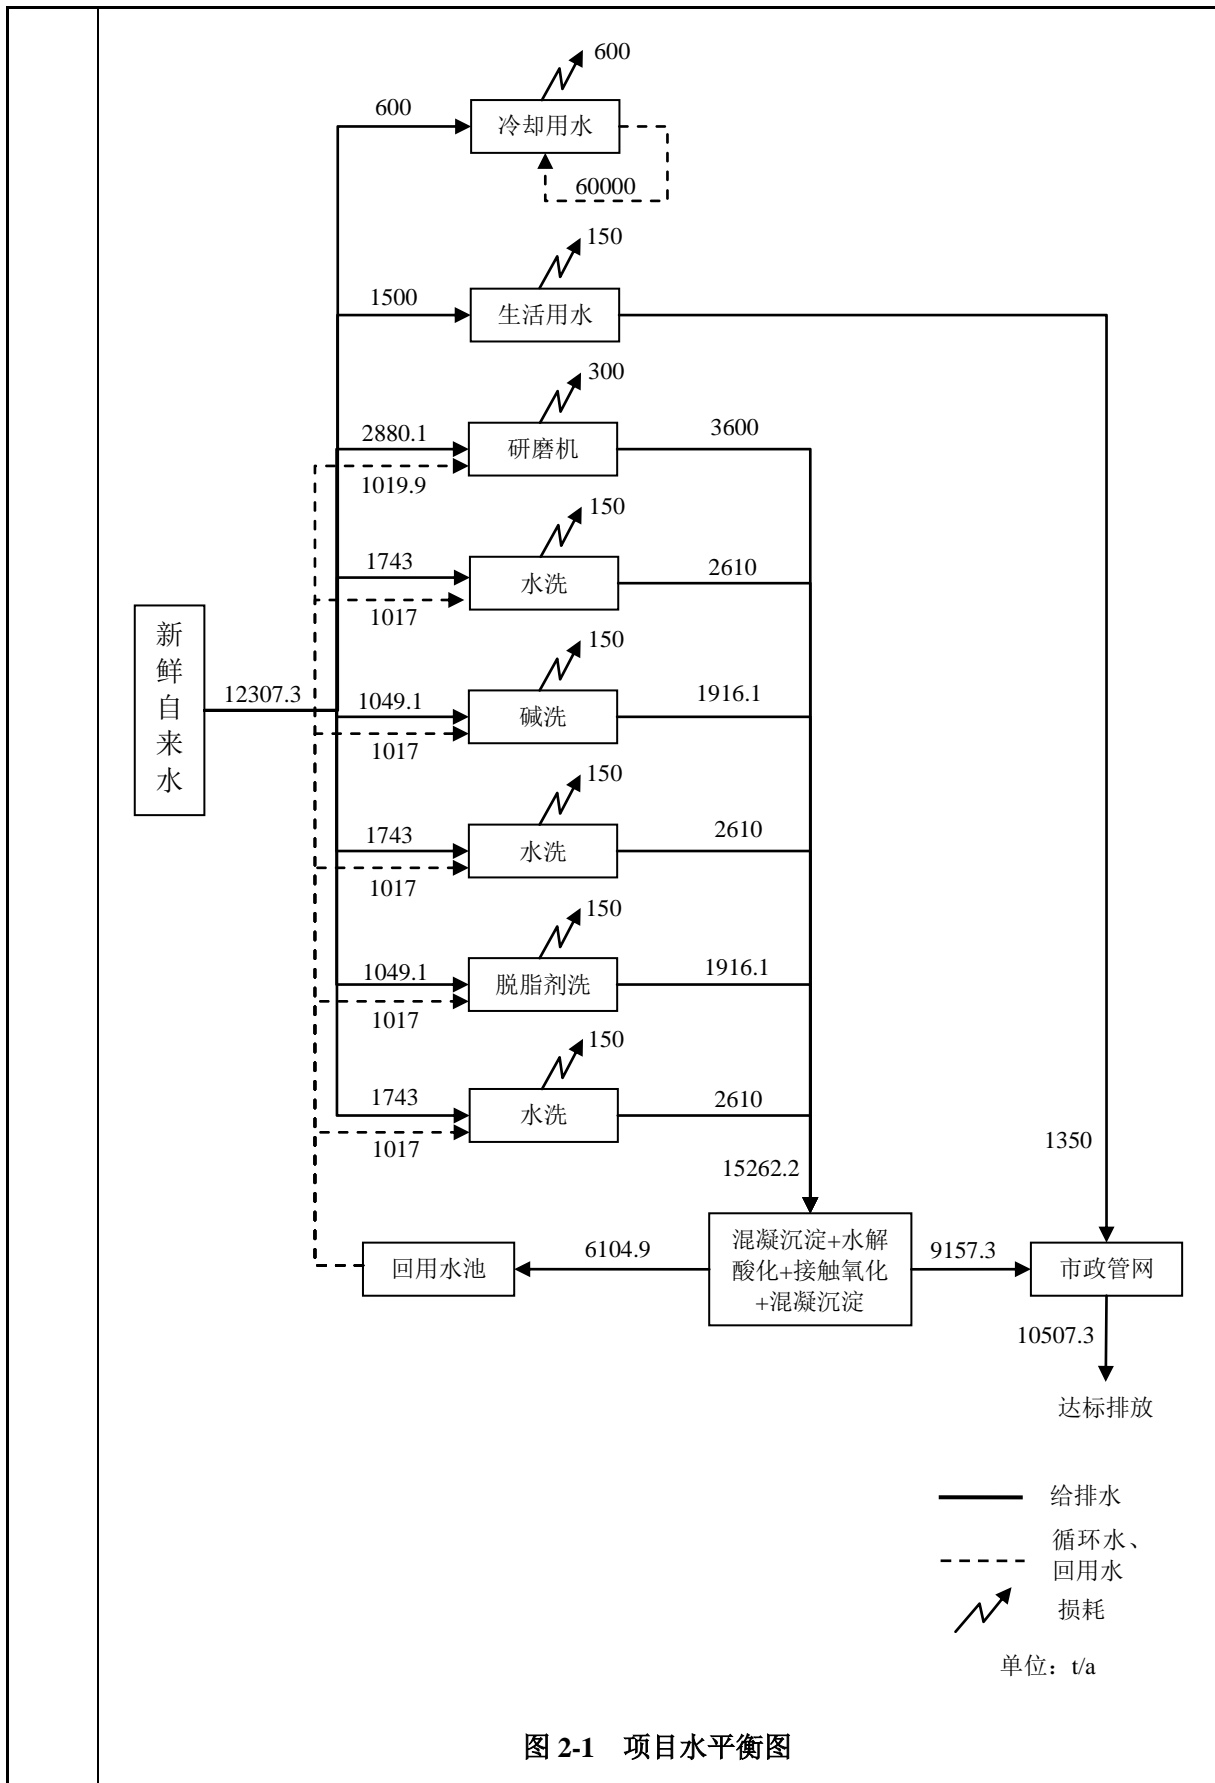 600
600
冷却用水
60000
150
1500
生活用水
300
2880.1
研磨机
3600
1019.9
150
1743
水洗
2610
1017
新
鲜
自
来
水
12307.3
150
1049.1
碱洗
1916.1
1017
150
1743
水洗
2610
1017
150
1049.1
脱脂剂洗
1916.1
1017
150
1743
水洗
2610
1017
1350
15262.2
回用水池
6104.9
混凝沉淀+水解
酸化+接触氧化
+混凝沉淀
9157.3
市政管网
10507.3
达标排放
给排水
循环水、
回用水
损耗
单位：t/a
图 2-1 项目水平衡图